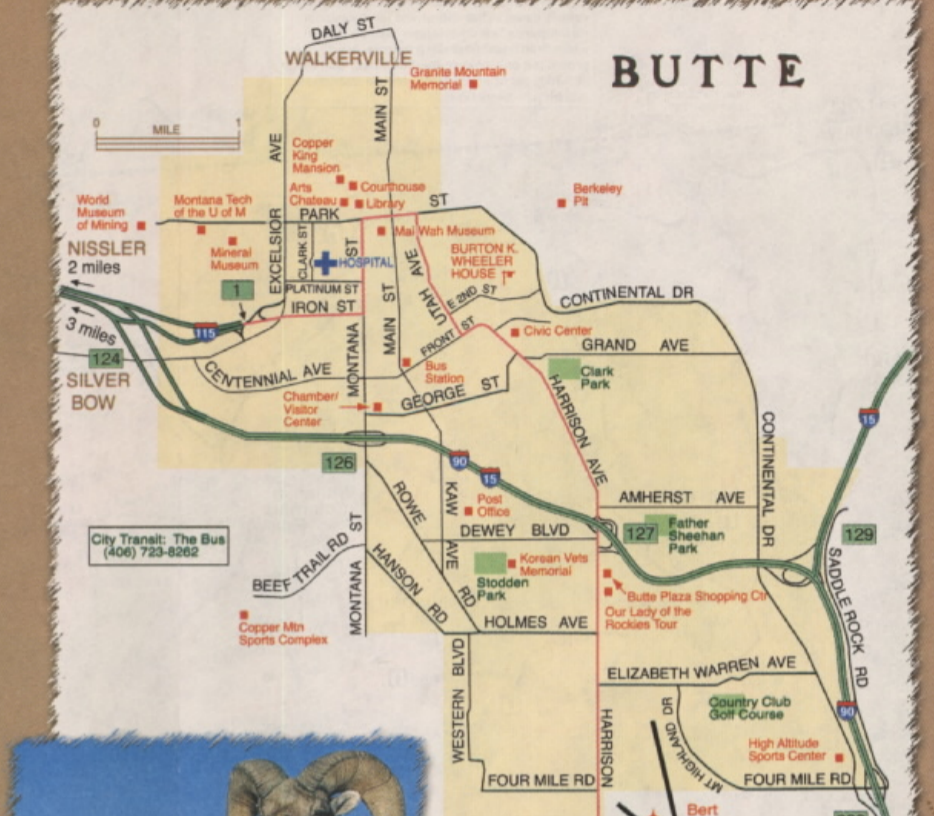 DALY ST
WALKERVILLE
BUTTE
Granite Mountain
Memorial
MAIN ST
0 MILE 1
EXCELSIOR AVE
Copper
King
Mansion
Arts
Chateau
Courthouse
Library
World
Museum
of Mining
Montana Tech
of the U of M
Berkeley
Pit
PARK ST
Mai Wah Museum
Mineral
Museum
NISSLER
2 miles
CLARK ST
HOSPITAL
BURTON K.
WHEELER
HOUSE
UTAH AVE
E 2ND ST
CONTINENTAL DR
PLATINUM ST
1
IRON ST
115
3 miles
124
SILVER
BOW
MONTANA ST
MAIN ST
FRONT ST
Civic Center
GRAND AVE
Clark
Park
CENTENNIAL AVE
Bus
Station
GEORGE ST
Chamber/
Visitor
Center
HARRISON AVE
15
CONTINENTAL DR
126
90
15
ROWE RD
KAW AVE
Post
Office
AMHERST AVE
127
Father
Sheehan
Park
129
City Transit: The Bus
(406) 723-8262
DEWEY BLVD
BEEF TRAIL RD
MONTANA ST
HANSON RD
Korean Vets
Memorial
Stodden
Park
Butte Plaza Shopping Ctr
Our Lady of the
Rockies Tour
SADDLE ROCK RD
Copper Mtn
Sports Complex
HOLMES AVE
WESTERN BLVD
ELIZABETH WARREN AVE
HARRISON
MT HIGHLAND DR
Country Club
Golf Course
90
High Altitude
Sports Center
FOUR MILE RD
FOUR MILE RD
Bert